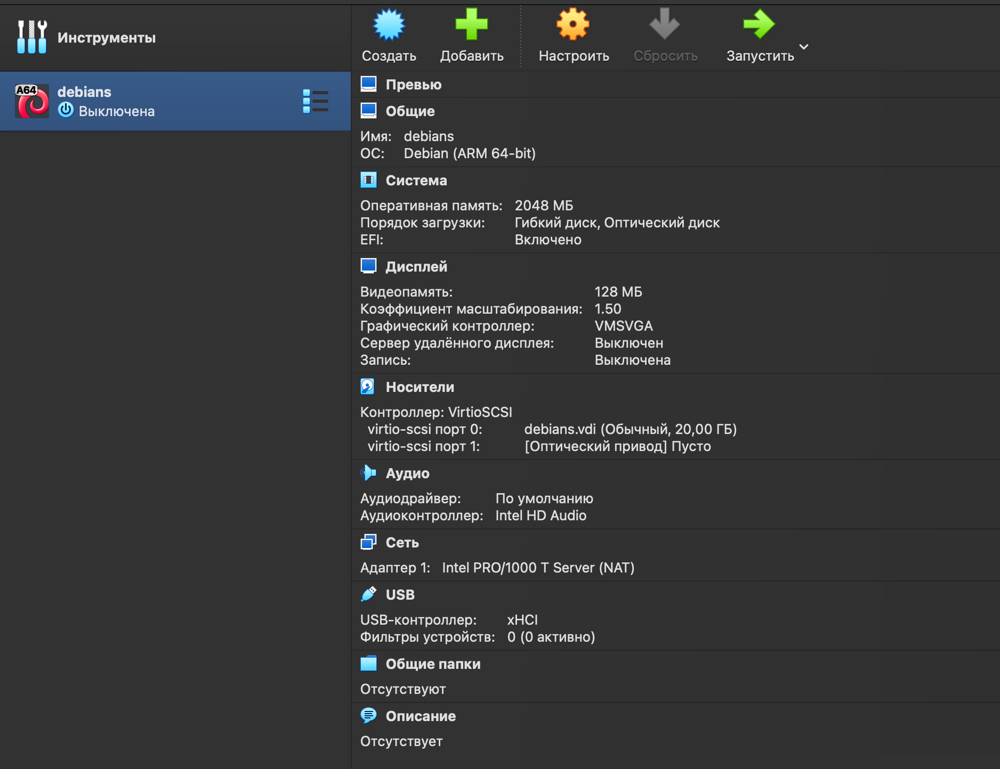 Инструменты
A64
debians
Выключена
Создать
Добавить
Настроить
Сбросить
Запустить
Превью
Общие
Имя: debians
ОС: Debian (ARM 64-bit)
Система
Оперативная память: 2048 МБ
Порядок загрузки: Гибкий диск, Оптический диск
EFI: Включено
Дисплей
Видеопамять: 128 МБ
Коэффициент масштабирования: 1.50
Графический контроллер: VMSVGA
Сервер удалённого дисплея: Выключен
Запись: Выключена
Носители
Контроллер: VirtioSCSI
virtio-scsi порт 0: debians.vdi (Обычный, 20,00 ГБ)
virtio-scsi порт 1: [Оптический привод] Пусто
Аудио
Аудиодрайвер: По умолчанию
Аудиоконтроллер: Intel HD Audio
Сеть
Адаптер 1: Intel PRO/1000 T Server (NAT)
USB
USB-контроллер: xHCI
Фильтры устройств: 0 (0 активно)
Общие папки
Отсутствуют
Описание
Отсутствует